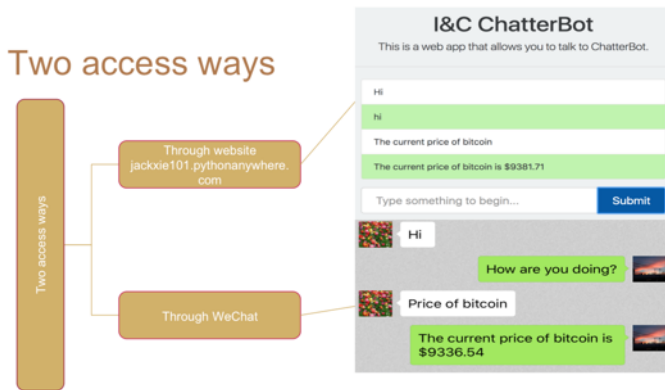 Two access ways
Two access ways
Through website
jackxie101.pythonanywhere.
com
Through WeChat
I&C ChatterBot
This is a web app that allows you to talk to ChatterBot.
Hi
hi
The current price of bitcoin
The current price of bitcoin is $9381.71
Type something to begin...
Submit
Hi
How are you doing?
Price of bitcoin
The current price of bitcoin is
$9336.54